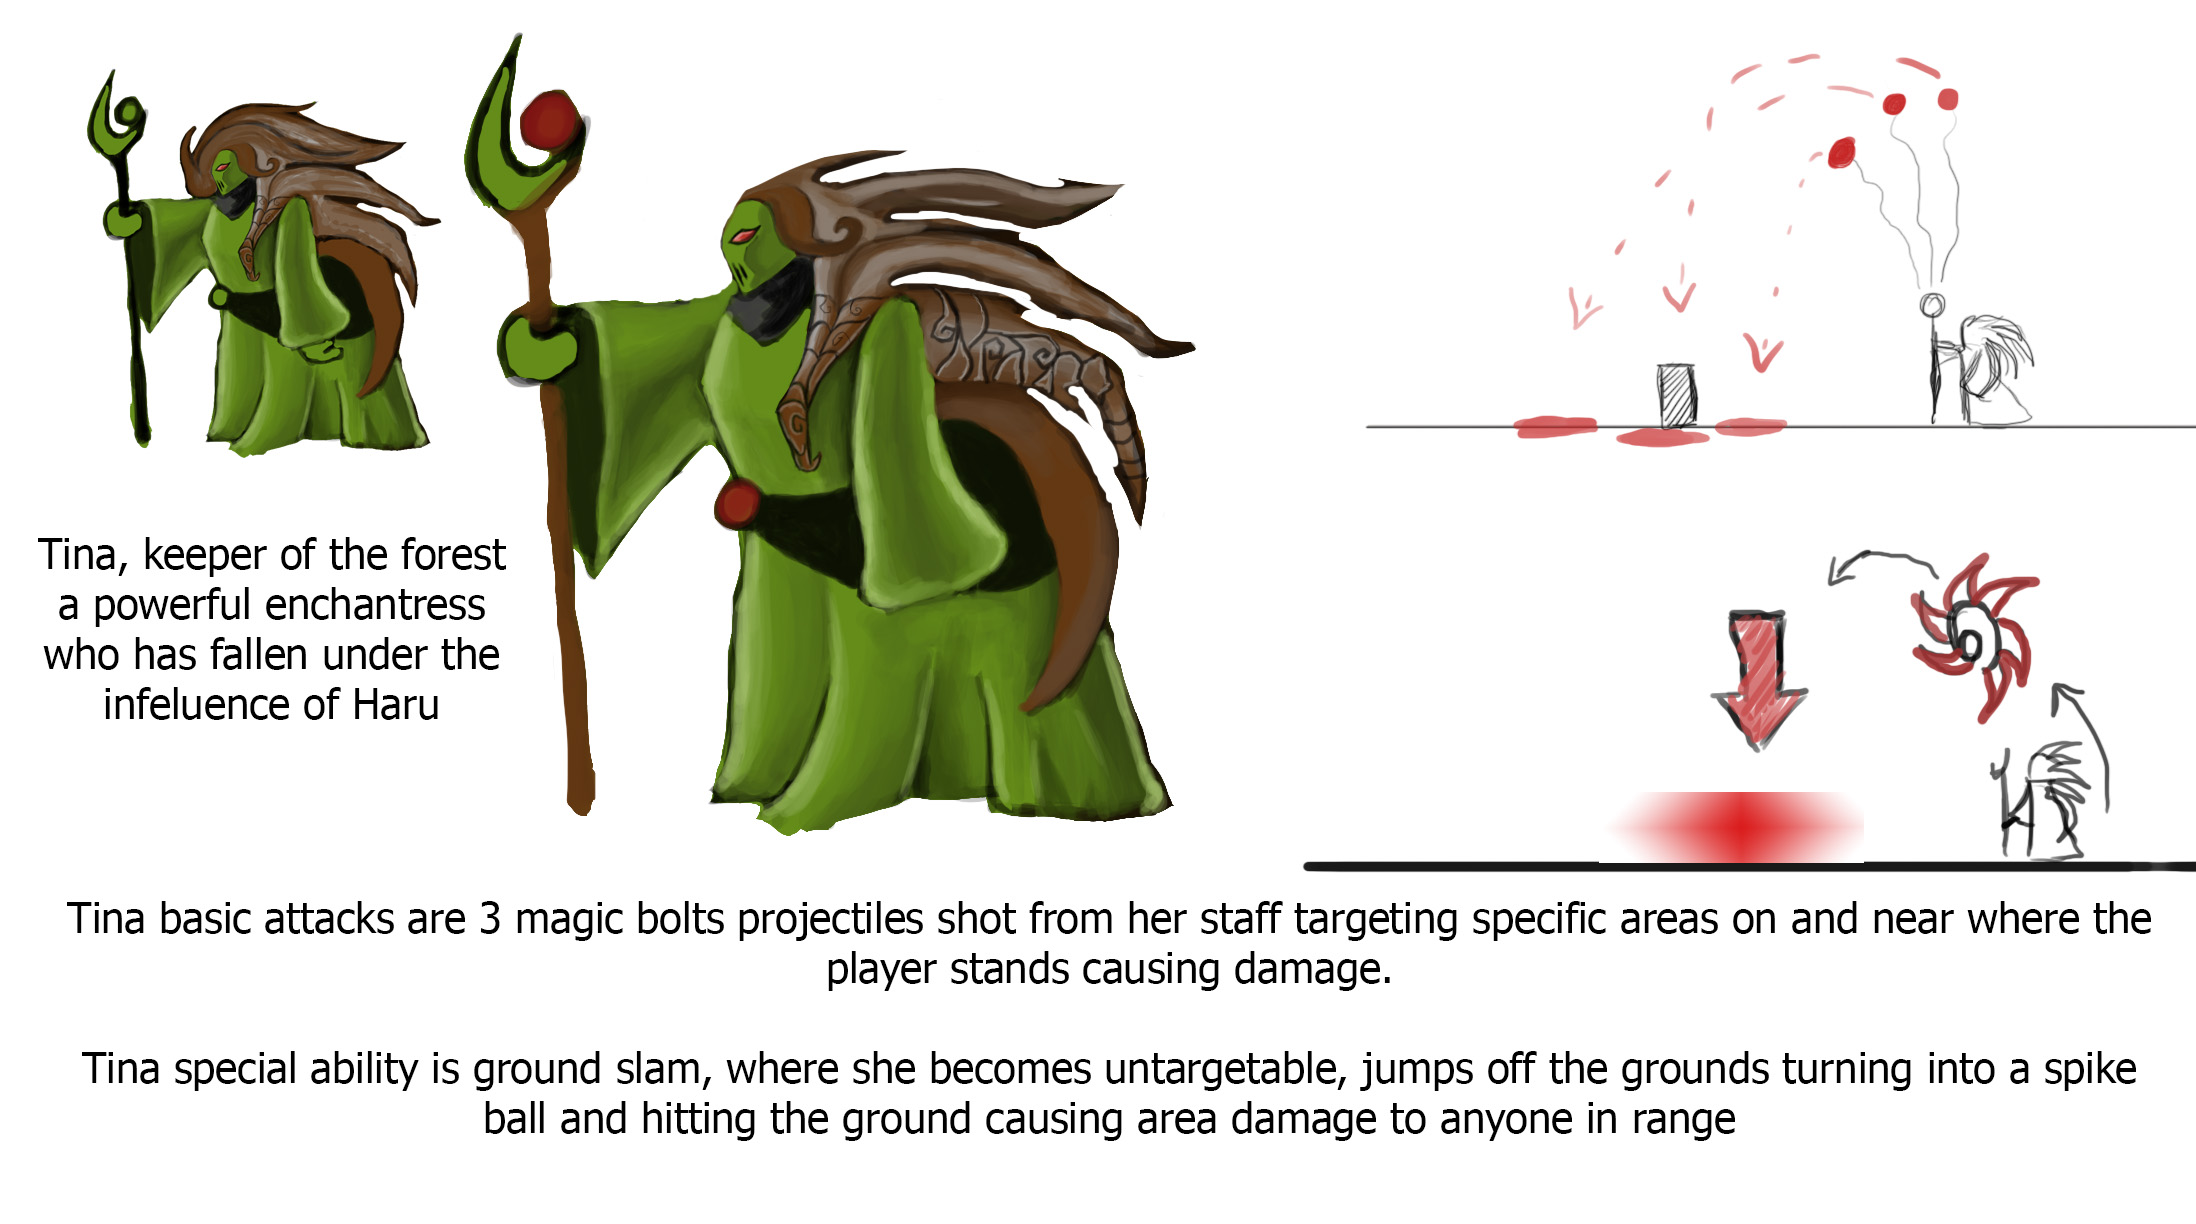 Tina, keeper of the forest
a powerful enchantress
who has fallen under the
infeluence of Haru
Tina basic attacks are 3 magic bolts projectiles shot from her staff targeting specific areas on and near where the
player stands causing damage.
Tina special ability is ground slam, where she becomes untargetable, jumps off the grounds turning into a spike
ball and hitting the ground causing area damage to anyone in range